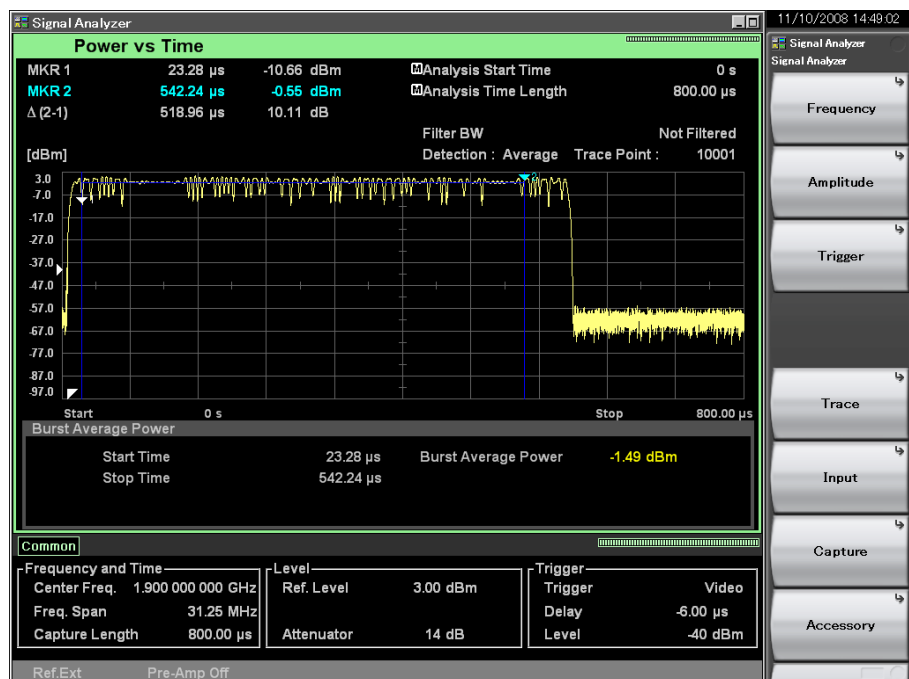 Signal Analyzer
11/10/2008 14:49:02
Power vs Time
MKR 1 23.28 µs -10.66 dBm
MKR 2 542.24 µs -0.55 dBm
Δ (2-1) 518.96 µs 10.11 dB
M Analysis Start Time 0 s
M Analysis Time Length 800.00 µs
Filter BW Not Filtered
Detection : Average Trace Point : 10001
[dBm]
3.0
-7.0
-17.0
-27.0
-37.0
-47.0
-57.0
-67.0
-77.0
-87.0
-97.0
2
Start 0 s Stop 800.00 µs
Burst Average Power
Start Time 23.28 µs Burst Average Power -1.49 dBm
Stop Time 542.24 µs
Common
Frequency and Time
Center Freq. 1.900 000 000 GHz
Freq. Span 31.25 MHz
Capture Length 800.00 µs
Level
Ref. Level 3.00 dBm
Attenuator 14 dB
Trigger
Trigger Video
Delay -6.00 µs
Level -40 dBm
Ref.Ext Pre-Amp Off
Signal Analyzer
Signal Analyzer
Frequency
Amplitude
Trigger
Trace
Input
Capture
Accessory